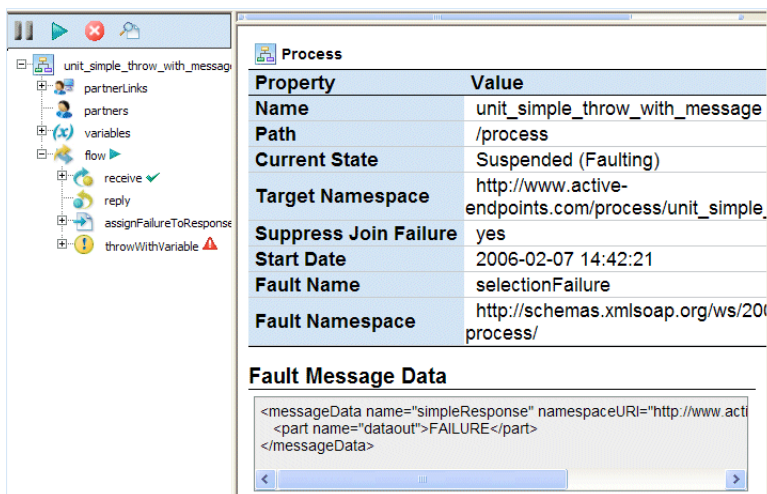 unit_simple_throw_with_message
partnerLinks
partners
(x) variables
flow
receive
reply
assignFailureToResponse
throwWithVariable
Process
Property Value
Name unit_simple_throw_with_message
Path /process
Current State Suspended (Faulting)
Target Namespace http://www.active-
endpoints.com/process/unit_simple_
Suppress Join Failure yes
Start Date 2006-02-07 14:42:21
Fault Name selectionFailure
Fault Namespace http://schemas.xmlsoap.org/ws/200
process/
Fault Message Data
<messageData name="simpleResponse" namespaceURI="http://www.acti
<part name="dataout">FAILURE</part>
</messageData>